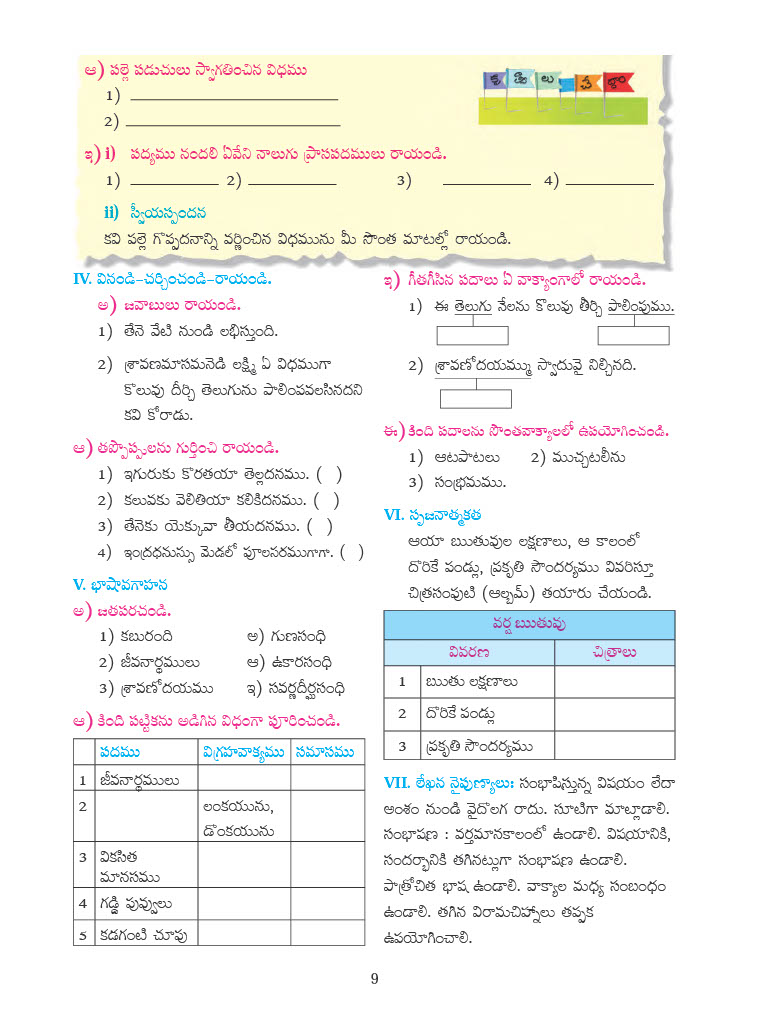 ఆ) పల్లె పడుచులు స్వాగతించిన విధము
1)
2)
ఇ) i) పద్యము నందలి ఏవేని నాలుగు ప్రాసపదములు రాయండి.
1) 2) 3) 4)
ii) స్వీయస్పందన
కవి పల్లె గొప్పదనాన్ని వర్ణించిన విధమును మీ సొంత మాటల్లో రాయండి.
IV. వినండి-చర్చించండి-రాయండి.
అ) జవాబులు రాయండి.
1) తేనె వేటి నుండి లభిస్తుంది.
2) శ్రావణమాసమనెడి లక్ష్మి ఏ విధముగా
కొలువు దీర్చి తెలుగును పాలింపవలసినదని
కవి కోరాడు.
ఆ) తప్పొప్పులను గుర్తించి రాయండి.
1) ఇగురుకు కొరతయా తెల్లదనము. ( )
2) కలువకు వెలితియా కలికిదనము. ( )
3) తేనెకు యెక్కువా తీయదనము. ( )
4) ఇంద్రధనుస్సు మెడలో పూలసరముగాగా. ( )
V. భాషావగాహన
అ) జతపరచండి.
1) కబురంది అ) గుణసంధి
2) జీవనార్థములు ఆ) ఉకారసంధి
3) శ్రావణోదయము ఇ) సవర్ణదీర్ఘసంధి
ఆ) కింది పట్టికను అడిగిన విధంగా పూరించండి.
పదము విగ్రహవాక్యము సమాసము
1 జీవనార్థములు
2 లంకయును,
డొంకయును
3 వికసిత
మానసము
4 గడ్డి పువ్వులు
5 కడగంటి చూపు
ఇ) గీతగీసిన పదాలు ఏ వాక్యాంగాలో రాయండి.
1) ఈ తెలుగు నేలను కొలువు తీర్చి పాలింపుము.
2) శ్రావణోదయమ్ము స్వాదువై నిల్చినది.
ఈ) కింది పదాలను సొంతవాక్యాలలో ఉపయోగించండి.
1) ఆటపాటలు 2) ముచ్చటలీను
3) సంభ్రమము.
VI. సృజనాత్మకత
ఆయా ఋతువుల లక్షణాలు, ఆ కాలంలో
దొరికే పండ్లు, ప్రకృతి సౌందర్యము వివరిస్తూ
చిత్రసంపుటి (ఆల్బమ్) తయారు చేయండి.
వర్ష ఋతువు
వివరణ చిత్రాలు
1 ఋతు లక్షణాలు
2 దొరికే పండ్లు
3 ప్రకృతి సౌందర్యము
VII. లేఖన నైపుణ్యాలు: సంభాషిస్తున్న విషయం లేదా
ఆంశం నుండి వైదొలగ రాదు. సూటిగా మాట్లాడాలి.
సంభాషణ : వర్తమానకాలంలో ఉండాలి. విషయానికి,
సందర్భానికి తగినట్లుగా సంభాషణ ఉండాలి.
పాత్రోచిత భాష ఉండాలి. వాక్యాల మధ్య సంబంధం
ఉండాలి. తగిన విరామచిహ్నాలు తప్పక
ఉపయోగించాలి.
9